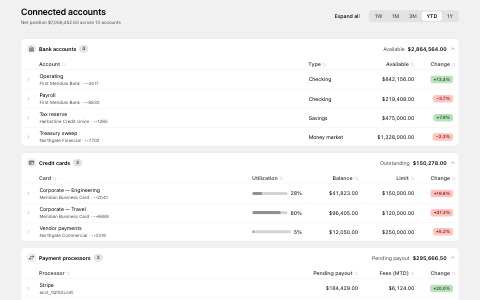 Connected accounts
Net position $7,056,452.50 across 10 accounts
Expand all 1W 1M 3M YTD 1Y
Bank accounts 4 Available $2,864,564.00
Account Type Available Change
Operating
First Meridian Bank · ••4417 Checking $842,156.00 +13.4%
Payroll
First Meridian Bank · ••8830 Checking $219,408.00 −3.7%
Tax reserve
Harborline Credit Union · ••1265 Savings $475,000.00 +7.9%
Treasury sweep
Northgate Financial · ••7702 Money market $1,328,000.00 −2.3%
Credit cards 3 Outstanding $150,278.00
Card Utilization Balance Limit Change
Corporate — Engineering
Meridian Business Card · ••2041 28% $41,823.00 $150,000.00 +19.8%
Corporate — Travel
Meridian Business Card · ••6688 80% $96,405.00 $120,000.00 +31.2%
Vendor payments
Northgate Commercial · ••3319 5% $12,050.00 $250,000.00 +6.2%
Payment processors 3 Pending payout $295,666.50
Processor Pending payout Fees (MTD) Change
Stripe
$184,429.00 $6,124.00 +20.0%